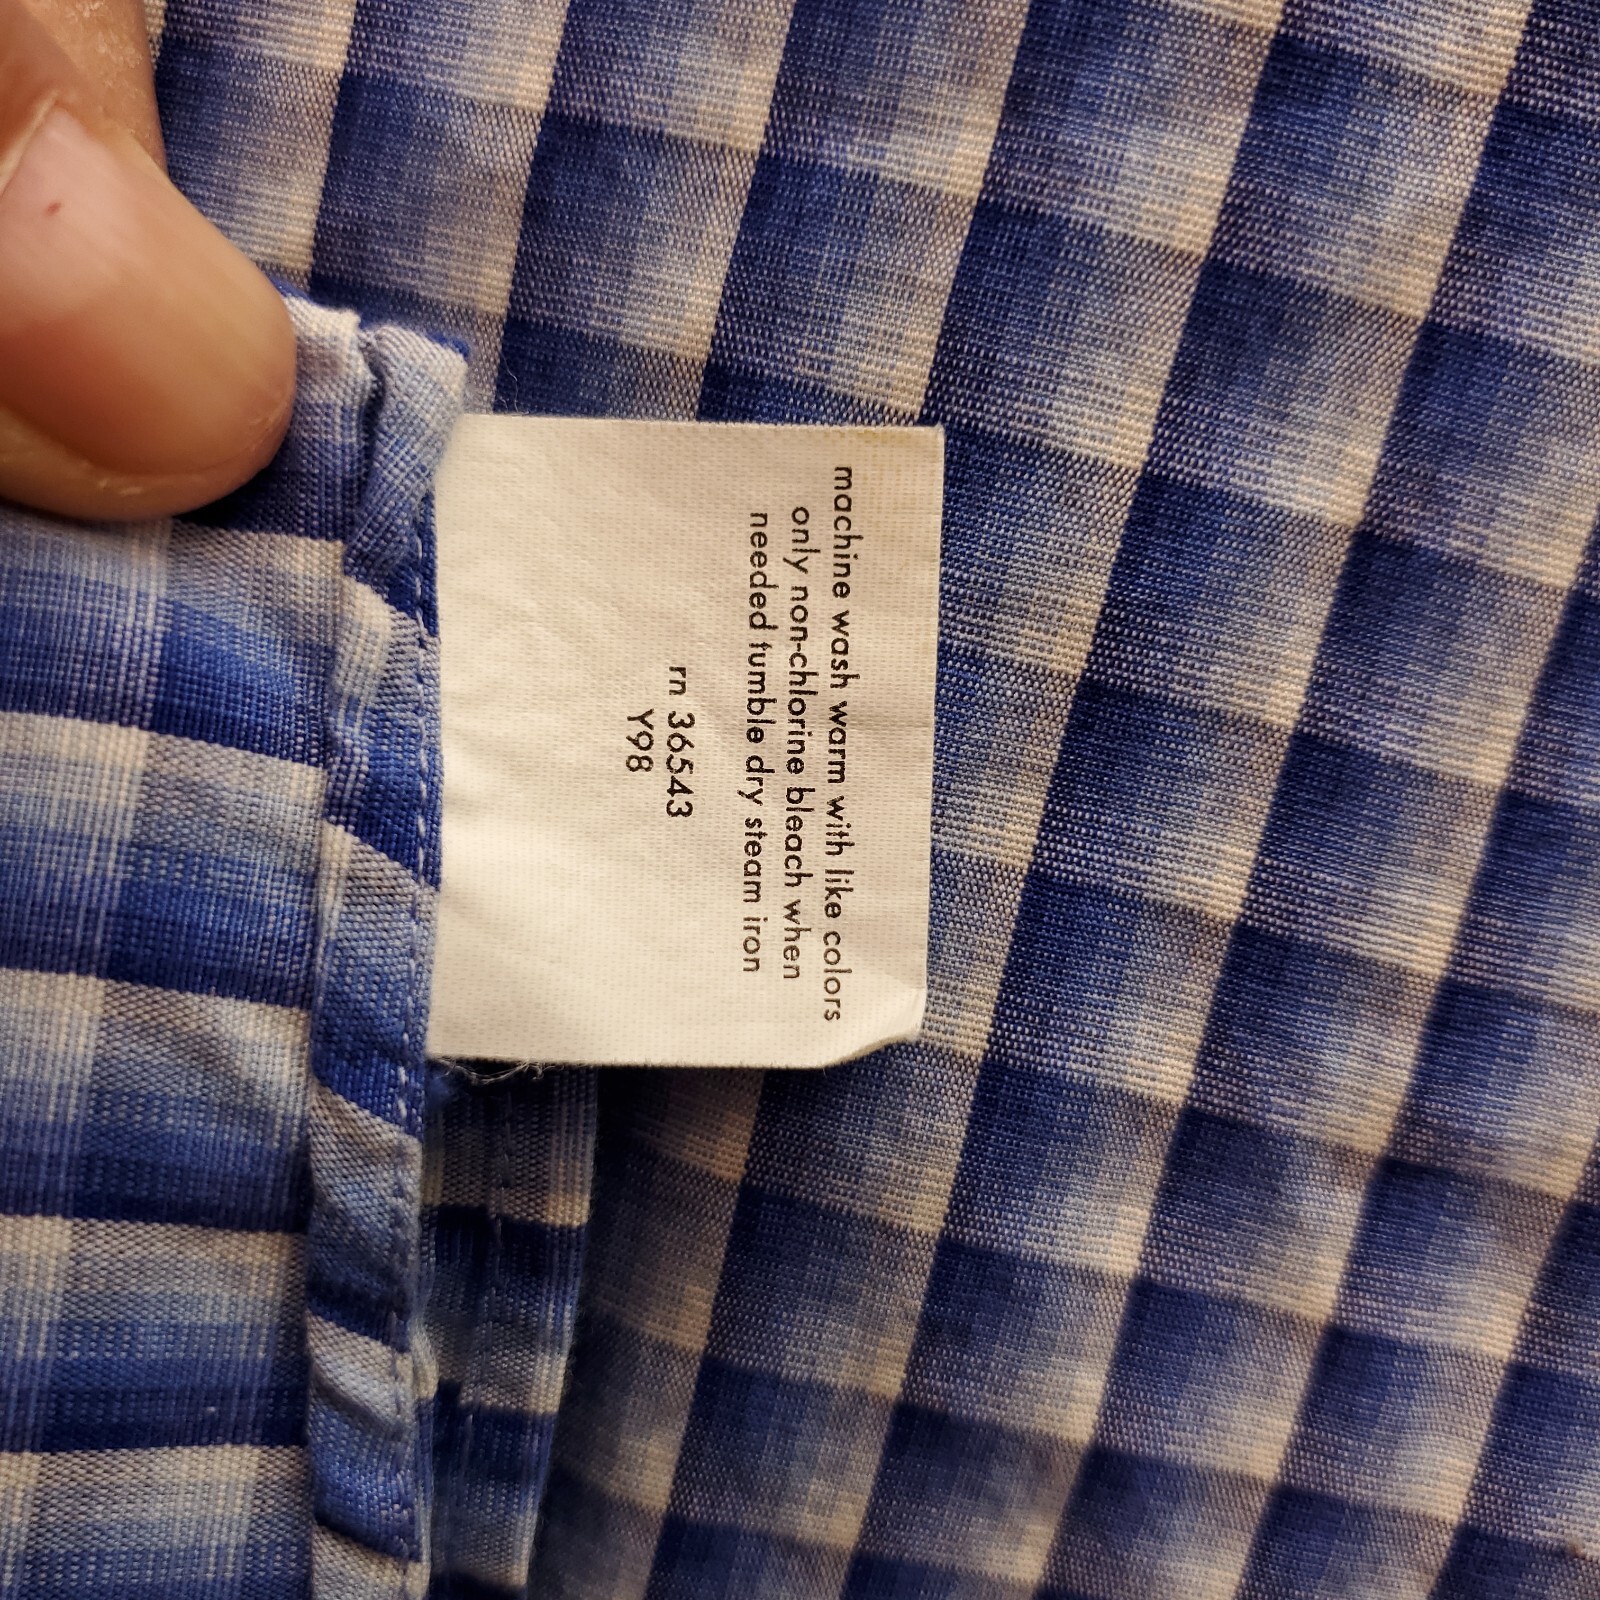 machine wash warm with like colors
only non-chlorine bleach when
needed tumble dry steam iron
rn 36543
Y98